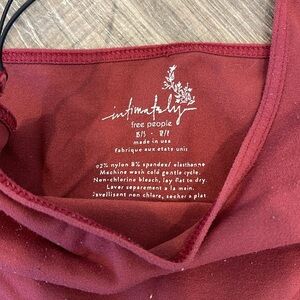 intimately
free people
made in usa
fabrique aux etats unis
92% nylon 8% spandex/ elasthanne
Machine wash cold gentle cycle.
Non-chlorine bleach, lay flat to dry.
Laver separement a la main.
Javellisant non chlore, secher a plat